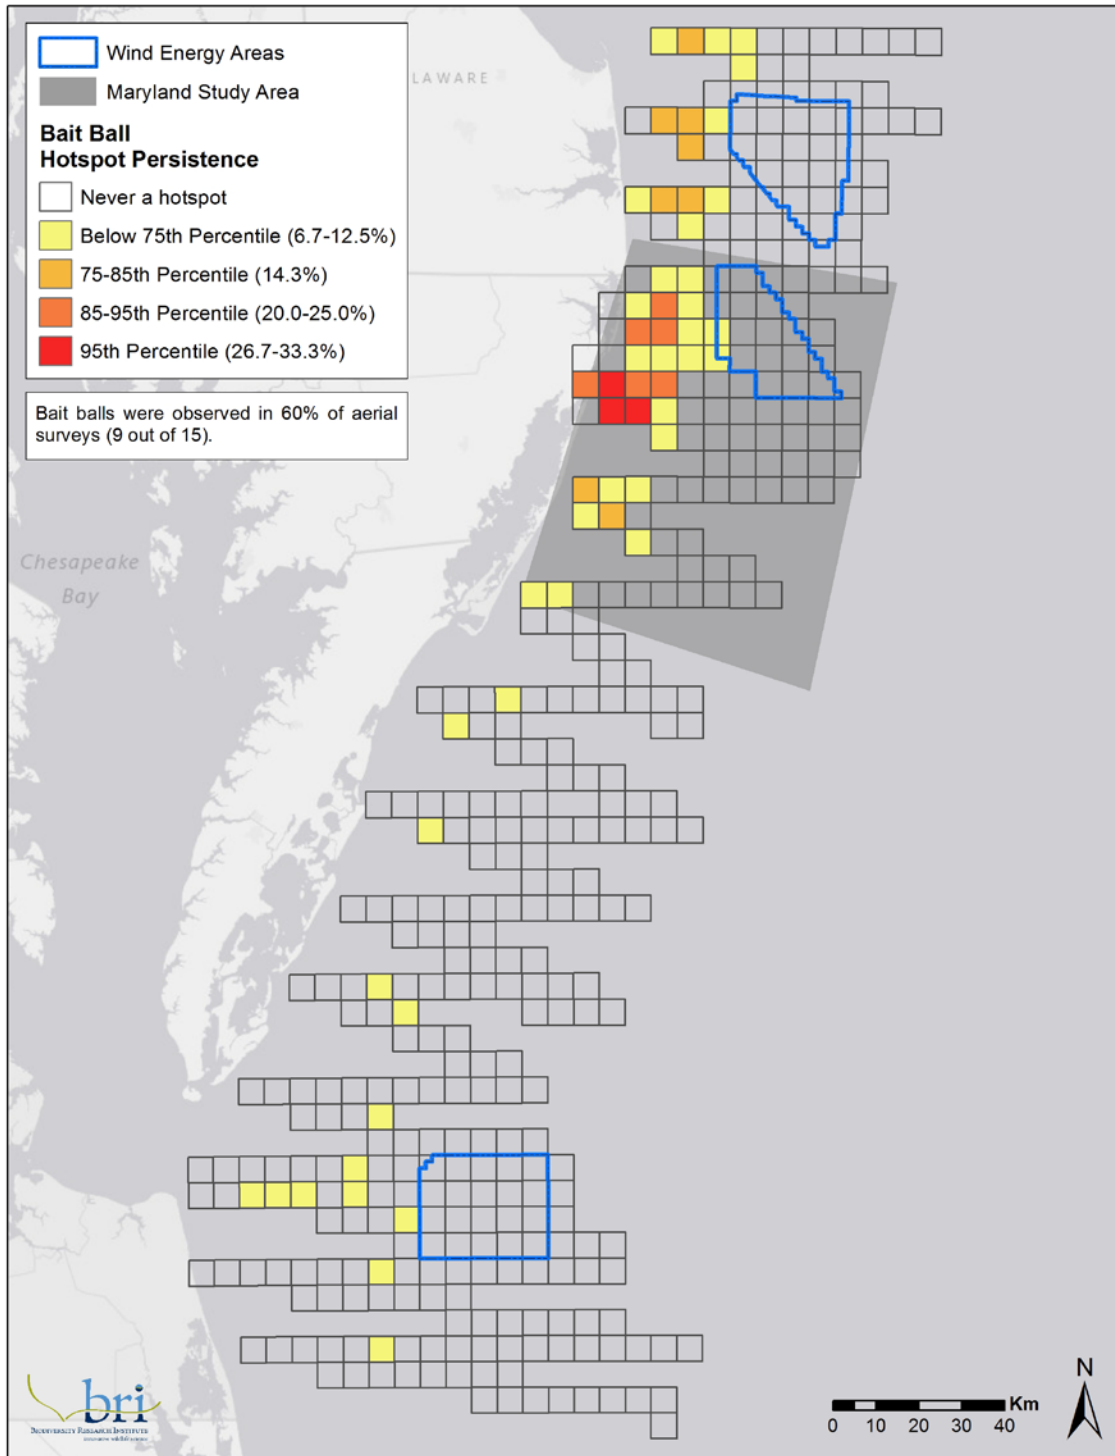 Wind Energy Areas
Maryland Study Area
Bait Ball
Hotspot Persistence
Never a hotspot
Below 75th Percentile (6.7-12.5%)
75-85th Percentile (14.3%)
85-95th Percentile (20.0-25.0%)
95th Percentile (26.7-33.3%)
Bait balls were observed in 60% of aerial
surveys (9 out of 15).
LAWARE
Chesapeake
Bay
bri
BIODIVERSITY RESEARCH INSTITUTE
N
Km
0 10 20 30 40